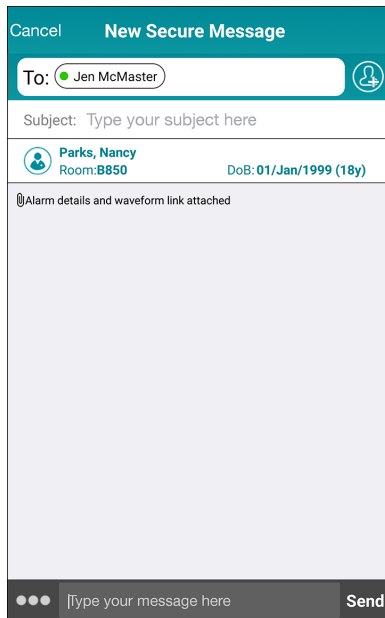 Cancel New Secure Message
To: Jen McMaster
Subject: Type your subject here
Parks, Nancy
Room:B850 DoB:01/Jan/1999 (18y)
Alarm details and waveform link attached
Type your message here Send